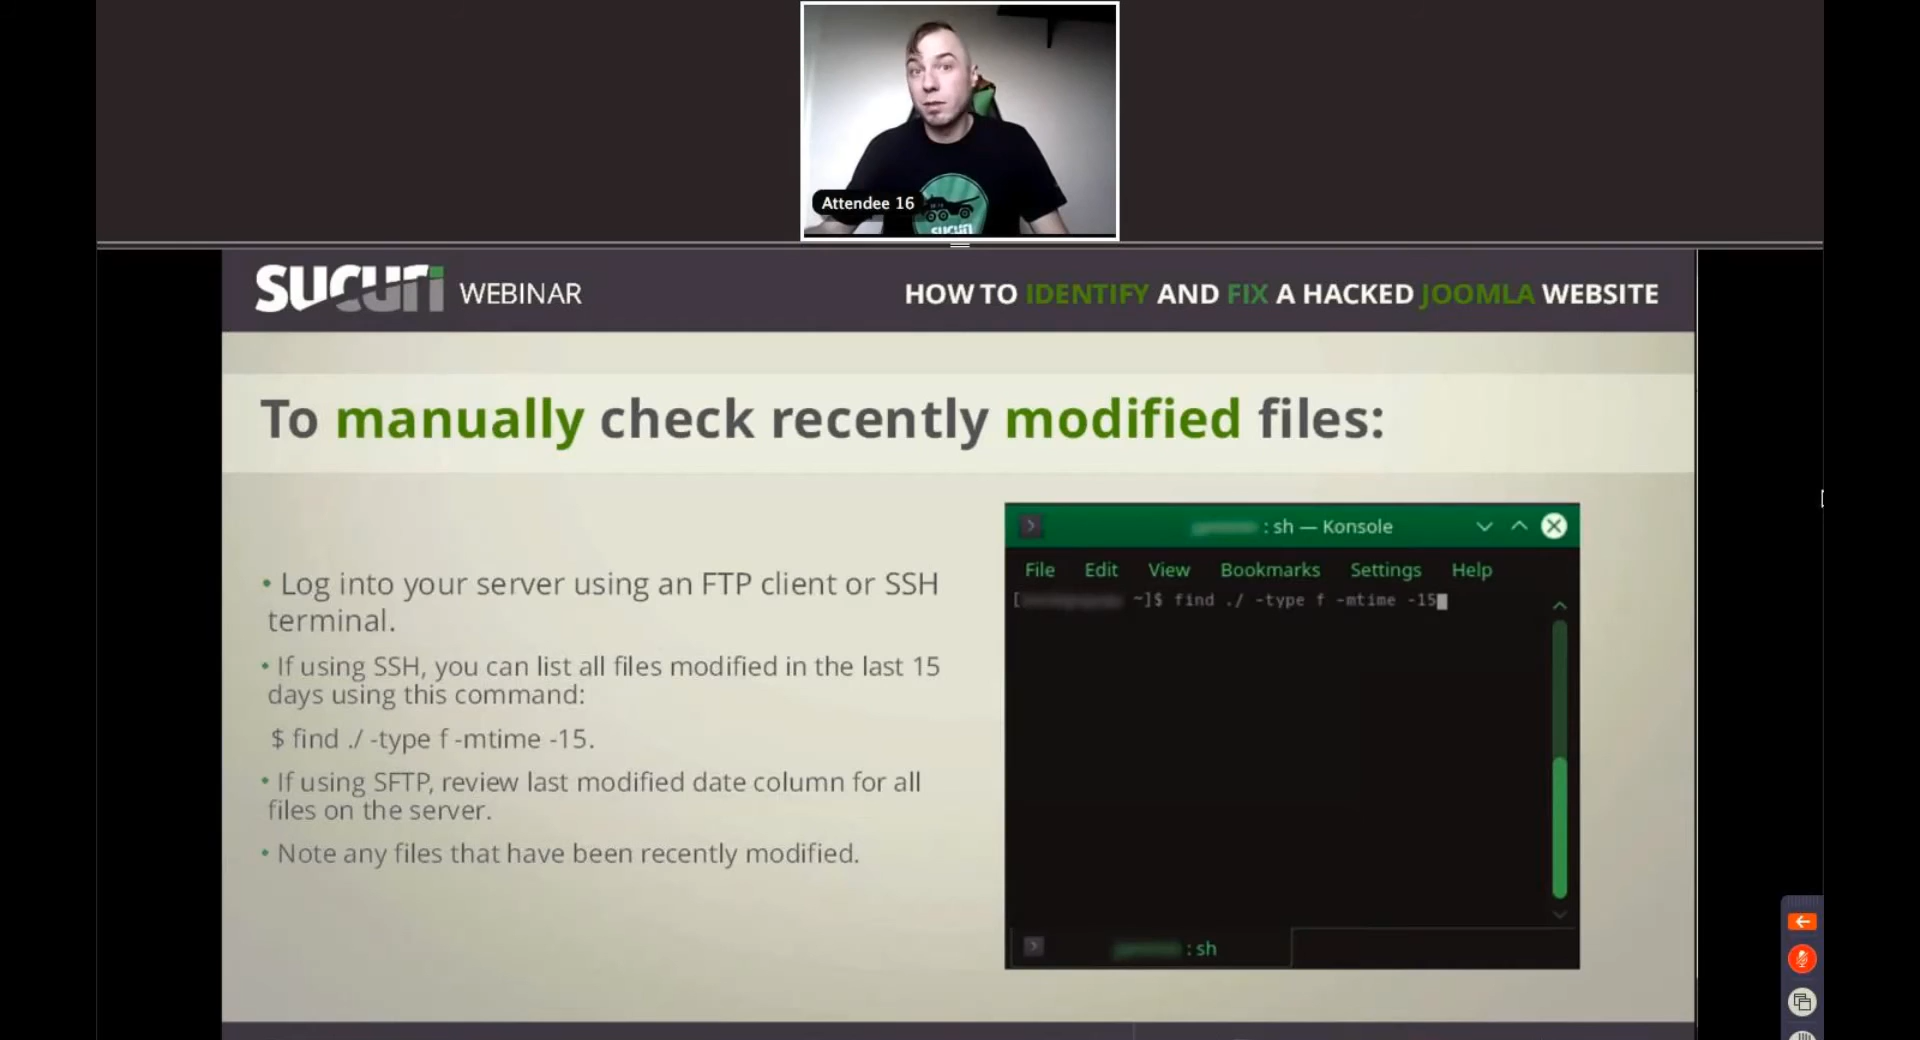 Attendee 16
SUCURI
SUCURI WEBINAR
HOW TO IDENTIFY AND FIX A HACKED JOOMLA WEBSITE
To manually check recently modified files:
• Log into your server using an FTP client or SSH
terminal.
• If using SSH, you can list all files modified in the last 15
days using this command:
$ find ./ -type f -mtime -15.
• If using SFTP, review last modified date column for all
files on the server.
• Note any files that have been recently modified.
: sh — Konsole
File Edit View Bookmarks Settings Help
[ ~]$ find ./ -type f -mtime -15
: sh